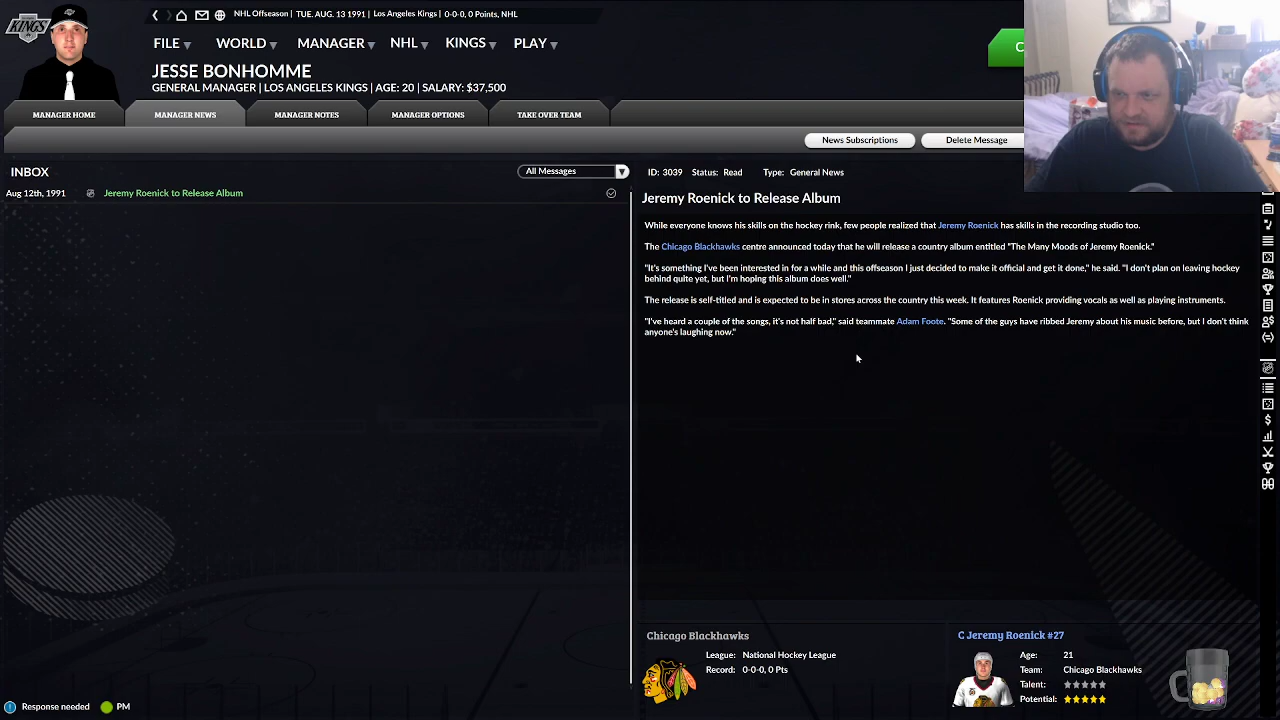 KINGS
NHL Offseason | TUE. AUG. 13 1991 | Los Angeles Kings | 0-0-0, 0 Points, NHL
FILE WORLD MANAGER NHL KINGS PLAY
C
JESSE BONHOMME
GENERAL MANAGER | LOS ANGELES KINGS | AGE: 20 | SALARY: $37,500
MANAGER HOME MANAGER NEWS MANAGER NOTES MANAGER OPTIONS TAKE OVER TEAM
News Subscriptions Delete Message
INBOX All Messages
Aug 12th, 1991 Jeremy Roenick to Release Album
ID: 3039 Status: Read Type: General News
Jeremy Roenick to Release Album
While everyone knows his skills on the hockey rink, few people realized that Jeremy Roenick has skills in the recording studio too.
The Chicago Blackhawks centre announced today that he will release a country album entitled "The Many Moods of Jeremy Roenick."
"It's something I've been interested in for a while and this offseason I just decided to make it official and get it done," he said. "I don't plan on leaving hockey
behind quite yet, but I'm hoping this album does well."
The release is self-titled and is expected to be in stores across the country this week. It features Roenick providing vocals as well as playing instruments.
"I've heard a couple of the songs, it's not half bad," said teammate Adam Foote. "Some of the guys have ribbed Jeremy about his music before, but I don't think
anyone's laughing now."
Chicago Blackhawks
League: National Hockey League
Record: 0-0-0, 0 Pts
C Jeremy Roenick #27
Age: 21
Team: Chicago Blackhawks
Talent:
Potential:
Response needed PM